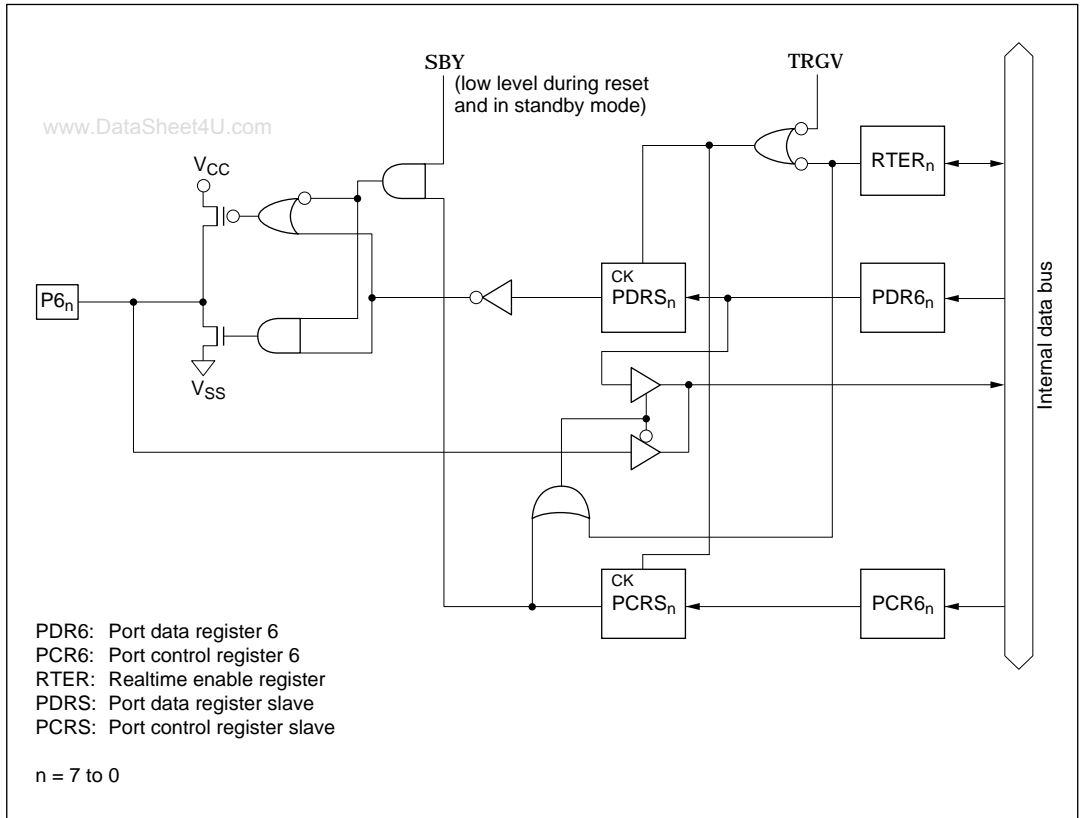 SBY
(low level during reset
and in standby mode)
TRGV
www.DataSheet4U.com
VCC
RTERn
P6n
CK
PDRSn
PDR6n
Internal data bus
VSS
CK
PCRSn
PCR6n
PDR6: Port data register 6
PCR6: Port control register 6
RTER: Realtime enable register
PDRS: Port data register slave
PCRS: Port control register slave
n = 7 to 0